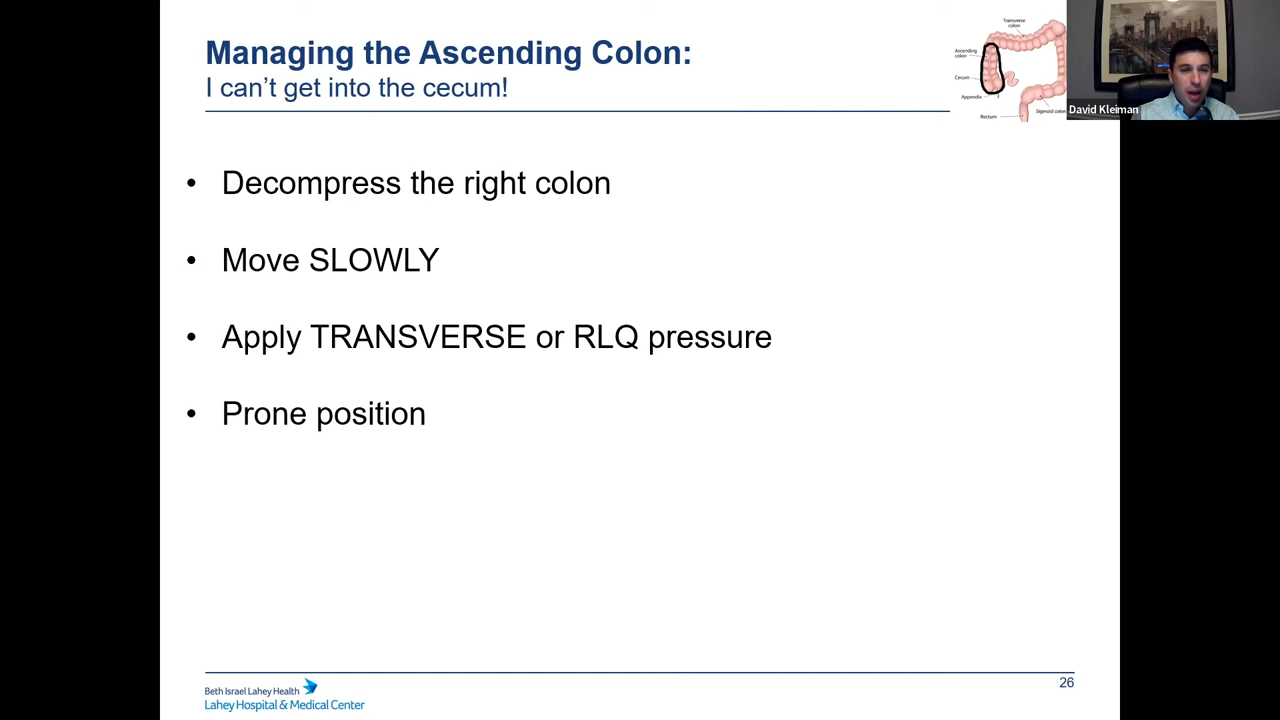 Managing the Ascending Colon:
I can’t get into the cecum!
Transverse
colon
Ascending
colon
Cecum
Appendix
Rectum
Sigmoid colon
David Kleiman
• Decompress the right colon
• Move SLOWLY
• Apply TRANSVERSE or RLQ pressure
• Prone position
Beth Israel Lahey Health
Lahey Hospital & Medical Center
26